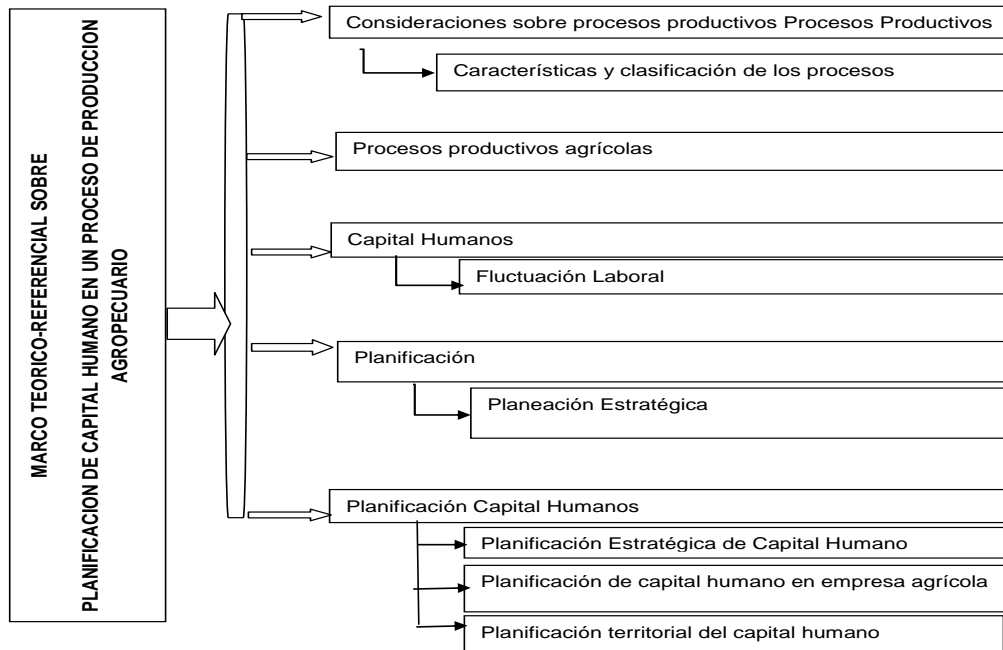 MARCO TEORICO-REFERENCIAL SOBRE
PLANIFICACION DE CAPITAL HUMANO EN UN PROCESO DE PRODUCCION
AGROPECUARIO
Consideraciones sobre procesos productivos Procesos Productivos
Características y clasificación de los procesos
Procesos productivos agrícolas
Capital Humanos
Fluctuación Laboral
Planificación
Planeación Estratégica
Planificación Capital Humanos
Planificación Estratégica de Capital Humano
Planificación de capital humano en empresa agrícola
Planificación territorial del capital humano